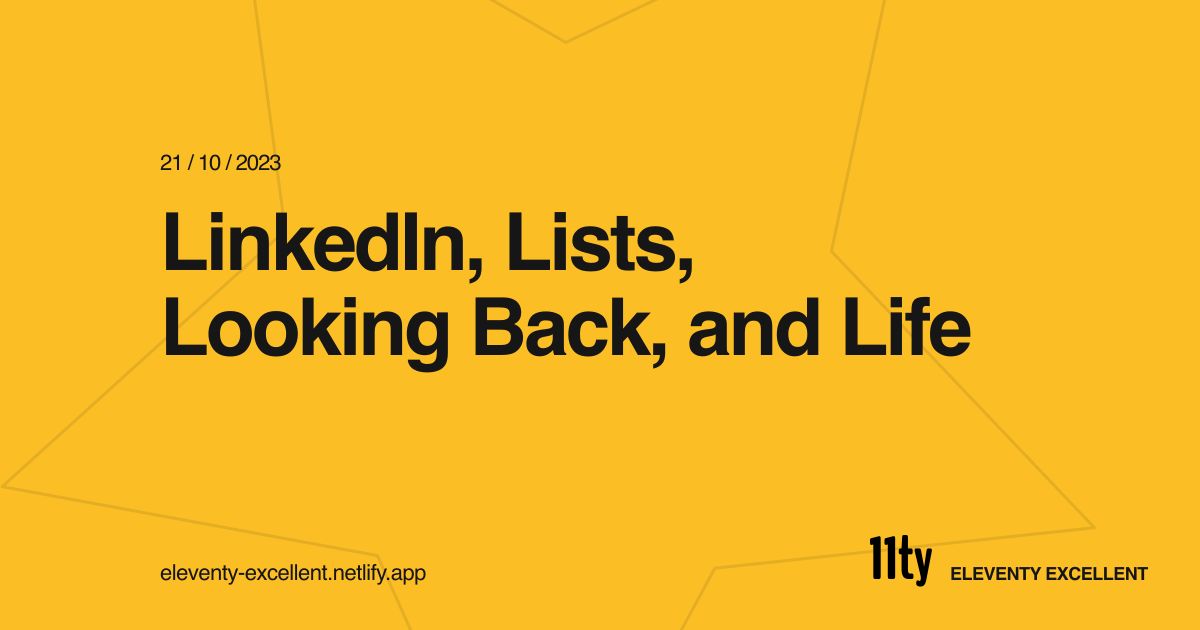 21 / 10 / 2023
LinkedIn, Lists,
Looking Back, and Life
eleventy-excellent.netlify.app
11ty ELEVENTY EXCELLENT